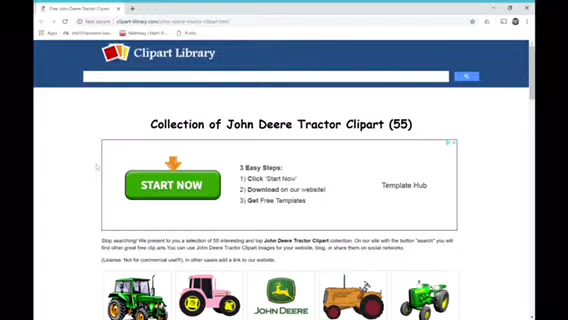 Free John Deere Tractor
Not secure | clipart-library.com/john-deere-tractor-clipart.html
Apps
Points
Clipart Library
Collection of John Deere Tractor Clipart (55)
START NOW
3 Easy Steps:
1) Click 'Start Now'
2) Download on our website!
3) Get Free Templates
Template Hub
Stop searching! We present to you a selection of 55 interesting and top John Deere Tractor Clipart collection. On our site with the button "search" you will
find other great free clip arts.You can use John Deere Tractor Clipart images for your website, blog, or share them on social networks.
(License: Not for commercial use!!!), in other cases add a link to our website.
JOHN DEERE